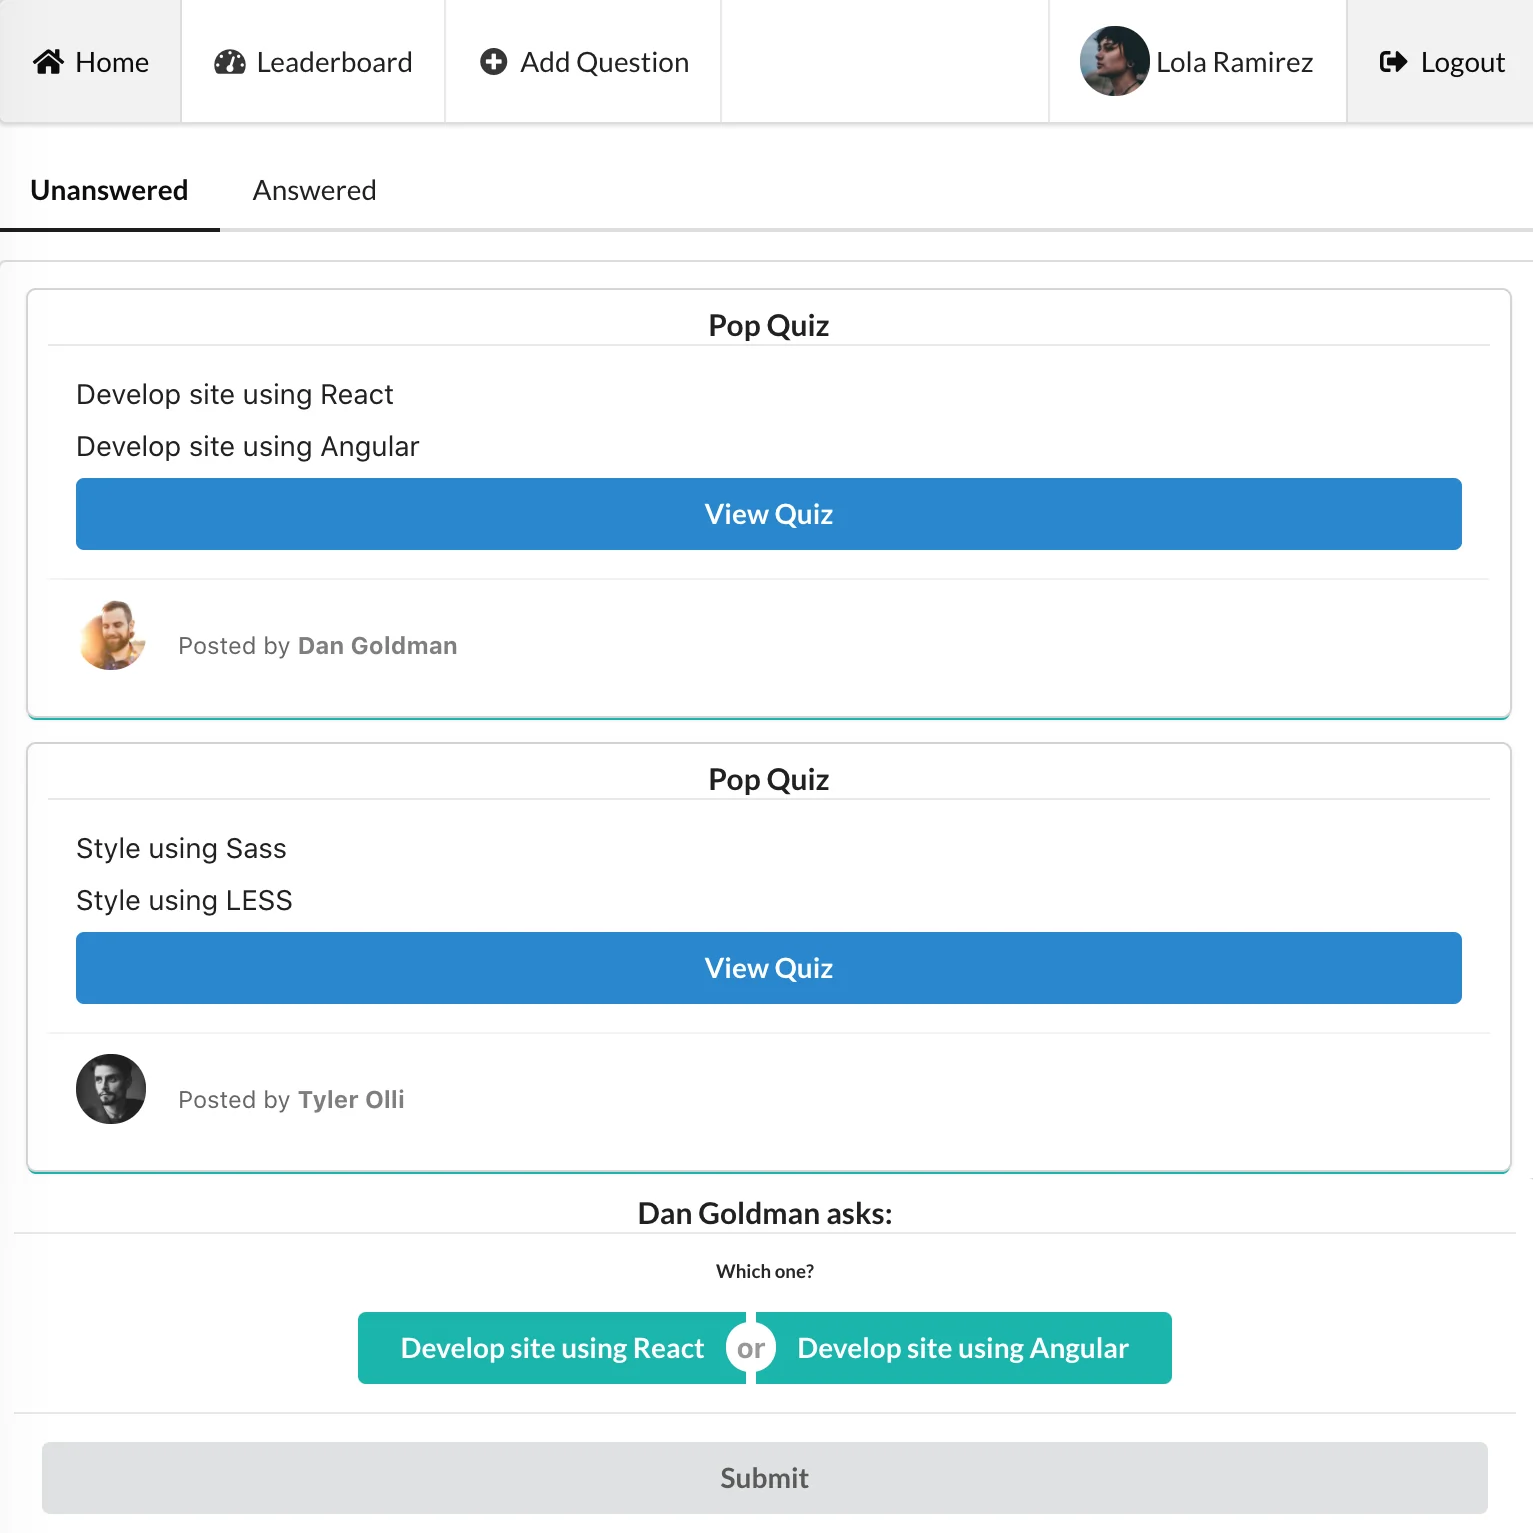 Home Leaderboard Add Question Lola Ramirez Logout
Unanswered Answered
Pop Quiz
Develop site using React
Develop site using Angular
View Quiz
Posted by Dan Goldman
Pop Quiz
Style using Sass
Style using LESS
View Quiz
Posted by Tyler Olli
Dan Goldman asks:
Which one?
Develop site using React or Develop site using Angular
Submit